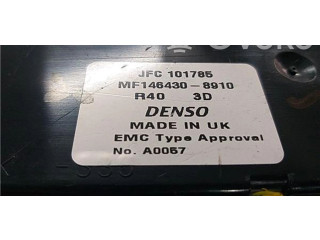 JFC 101785
MF146430-8910
R40 3D
DENSO
MADE IN UK
EMC Type Approval
No. A0057